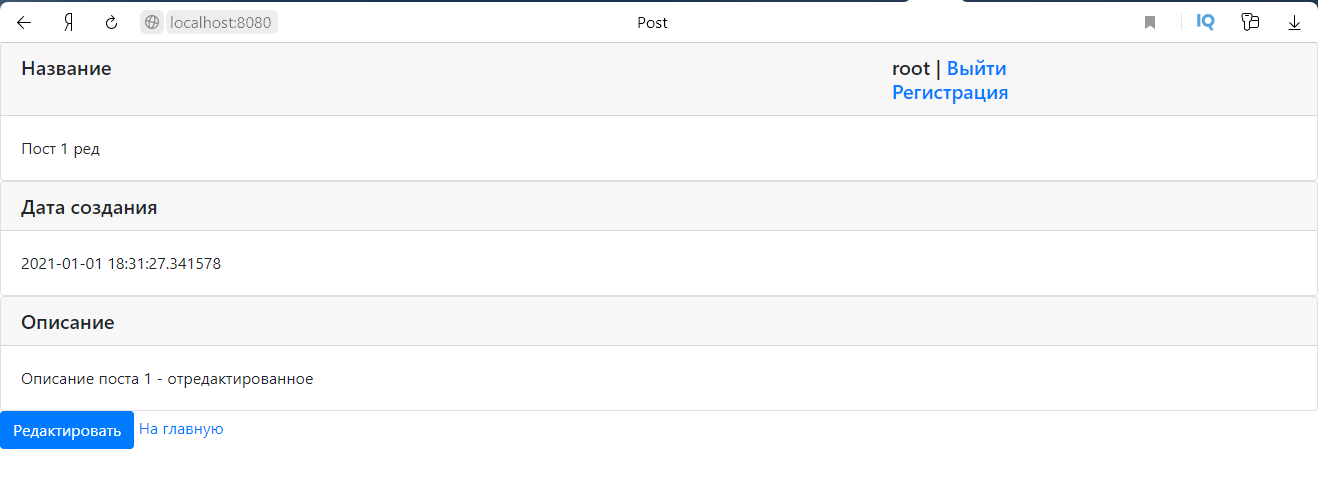 Я localhost:8080 Post IQ
Название root | Выйти
Регистрация
Пост 1 ред
Дата создания
2021-01-01 18:31:27.341578
Описание
Описание поста 1 - отредактированное
Редактировать На главную